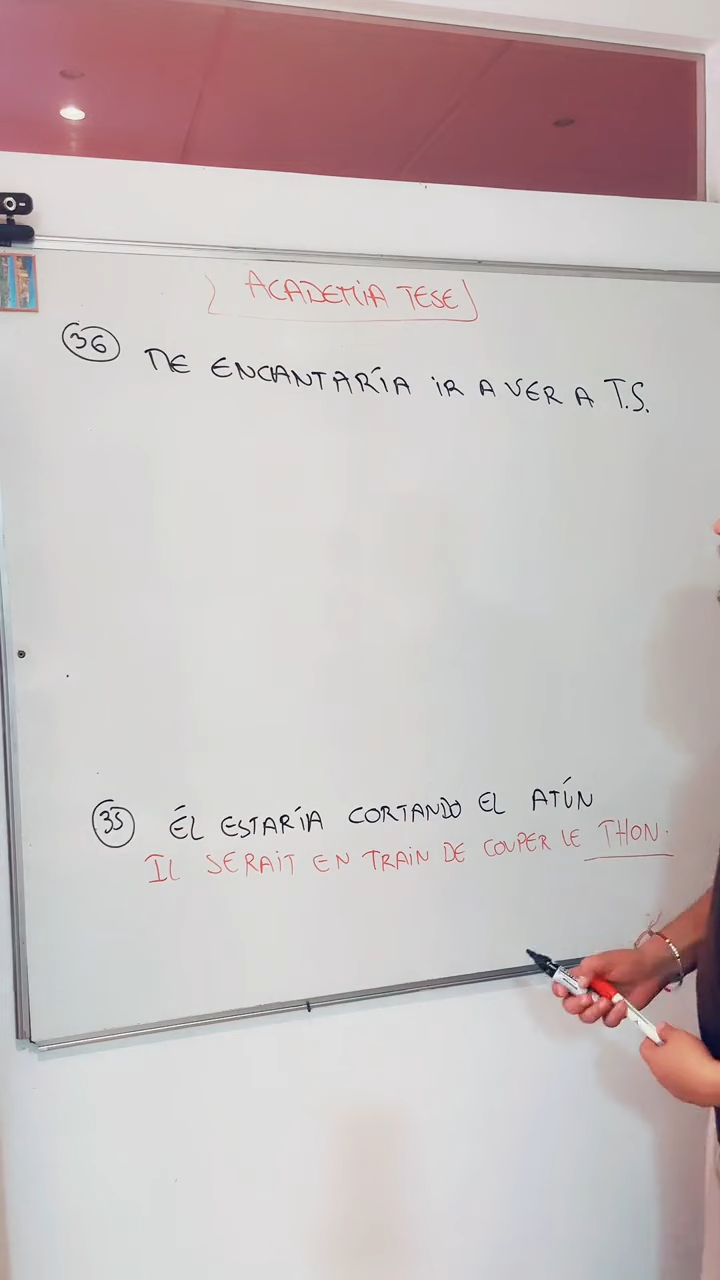 ACADEMIA TESE
36 ME ENCANTARÍA IR A VER A T.S.
35 ÉL ESTARÍA CORTANDO EL ATÚN
IL SERAIT EN TRAIN DE COUPER LE THON.